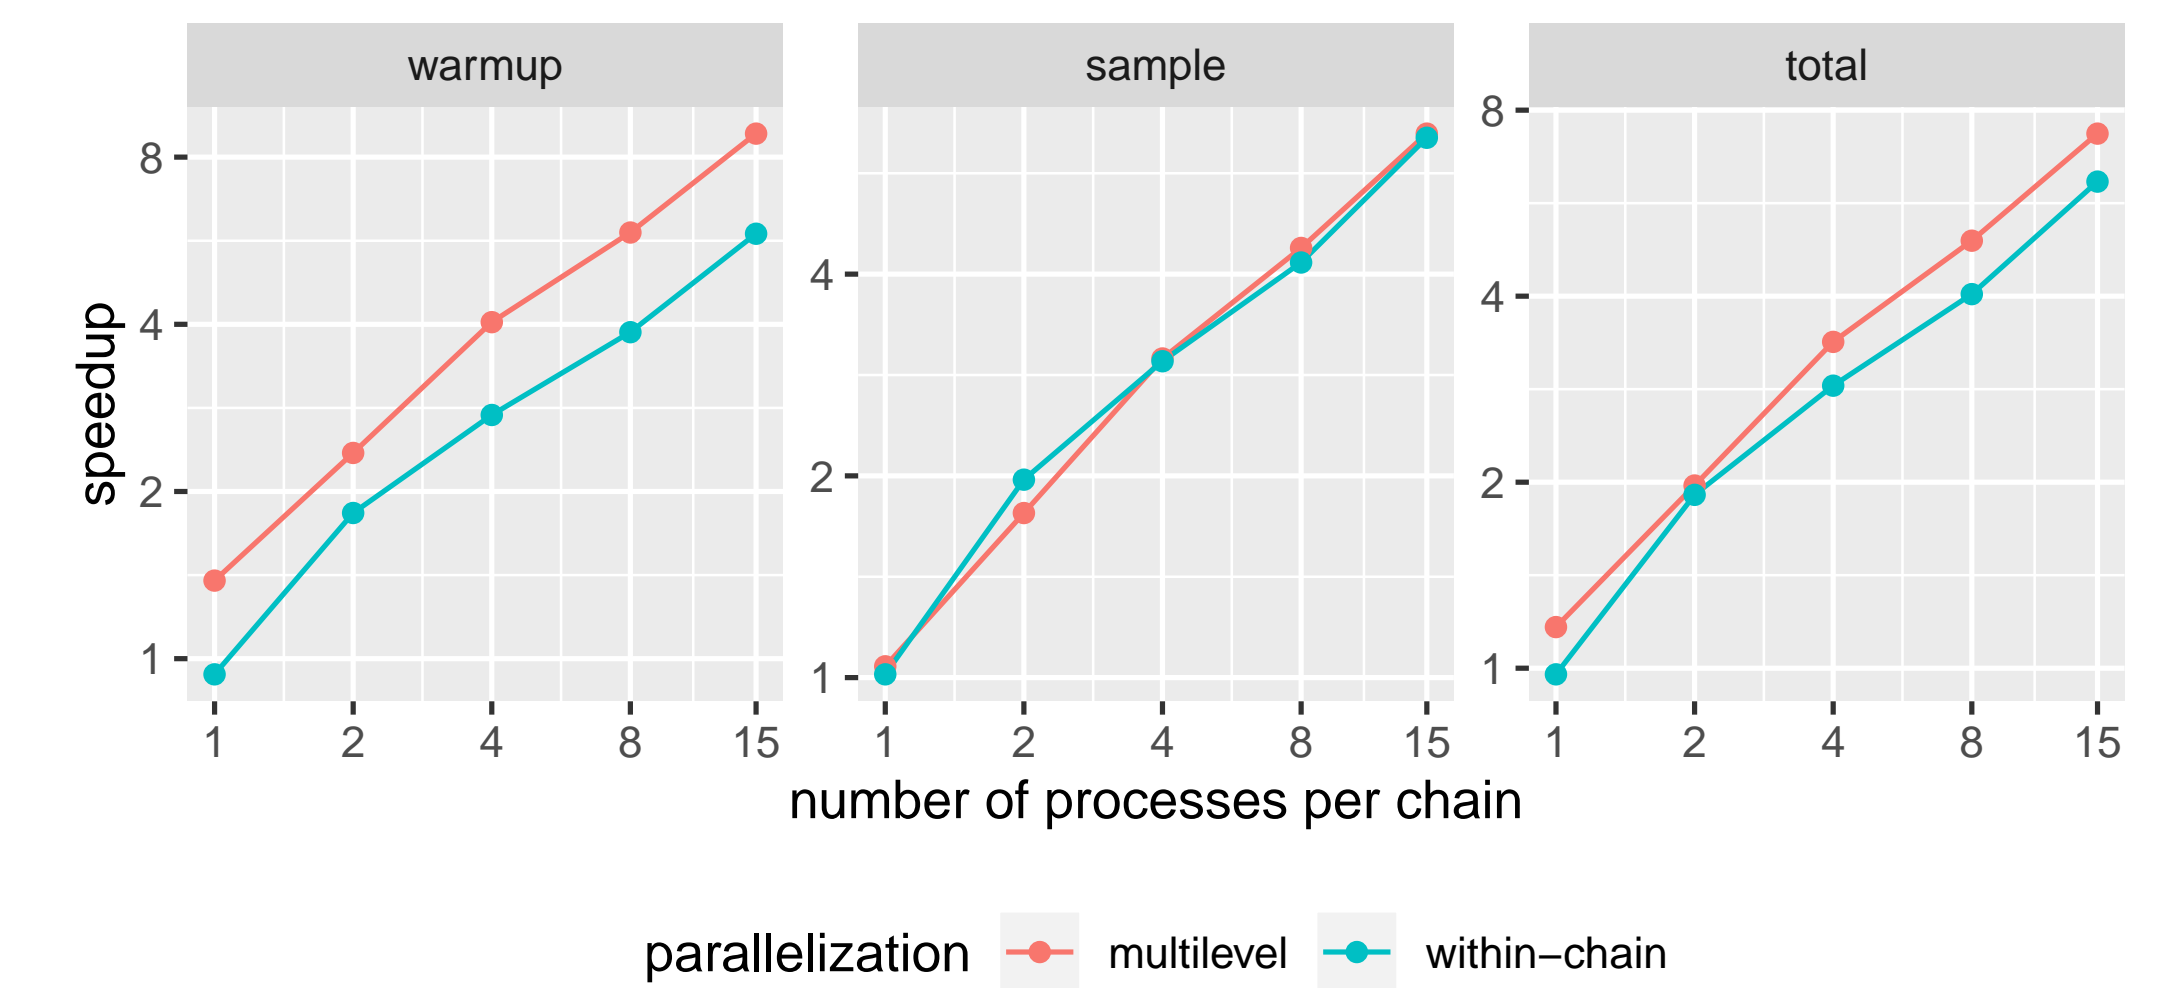 warmup
sample
total
speedup
8
4
2
1
4
2
1
8
4
2
1
1 2 4 8 15
1 2 4 8 15
1 2 4 8 15
number of processes per chain
parallelization multilevel within−chain